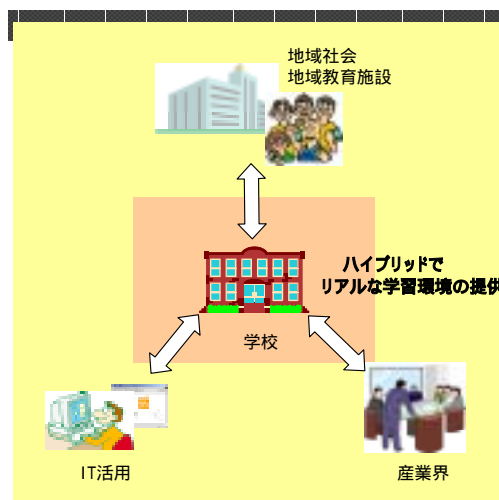 地域社会
地域教育施設
ハイブリッドで
リアルな学習環境の提供
学校
IT活用
産業界